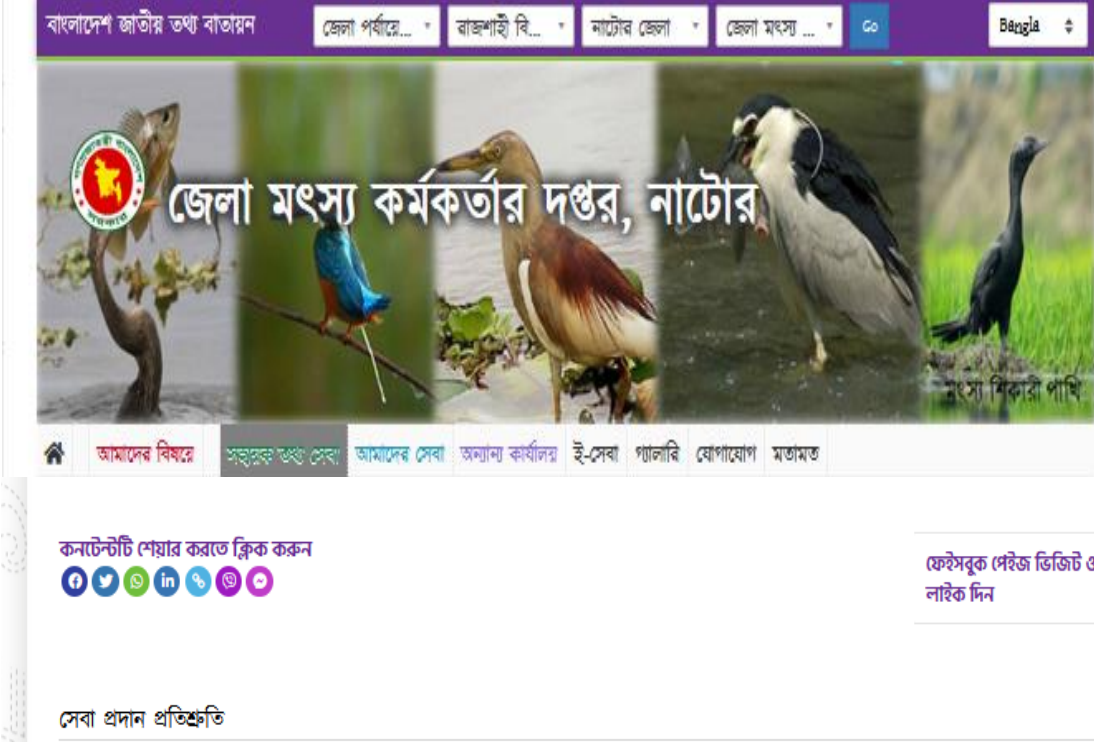 বাংলাদেশ জাতীয় তথ্য বাতায়ন
জেলা পর্যায়ে... রাজশাহী বি... নাটোর জেলা জেলা মৎস্য ... Go Bangla
জেলা মৎস্য কর্মকর্তার দপ্তর, নাটোর
মৎস্য শিকারী পাখি
আমাদের বিষয়ে সহায়ক তথ্য সেবা আমাদের সেবা অন্যান্য কার্যালয় ই-সেবা গ্যালারি যোগাযোগ মতামত
কনটেন্টটি শেয়ার করতে ক্লিক করুন
ফেইসবুক পেইজ ভিজিট ও
লাইক দিন
সেবা প্রদান প্রতিশ্রুতি